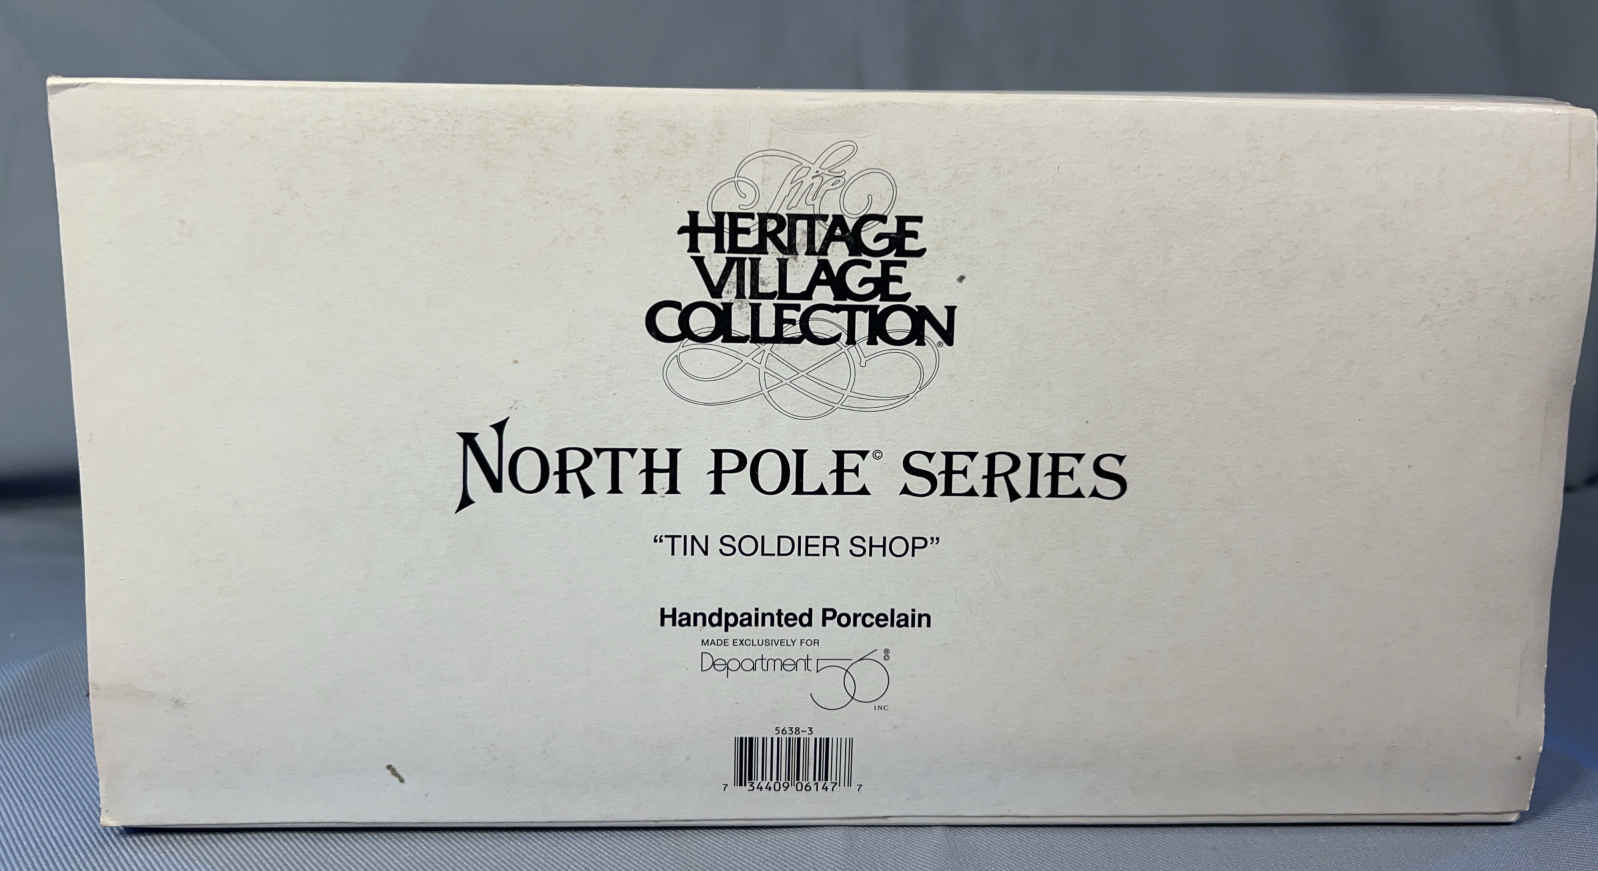 The
HERITAGE
VILLAGE
COLLECTION®
NORTH POLE© SERIES
“TIN SOLDIER SHOP”
Handpainted Porcelain
MADE EXCLUSIVELY FOR
Department 56 ®©
INC
5638-3
7 34409 06147 7